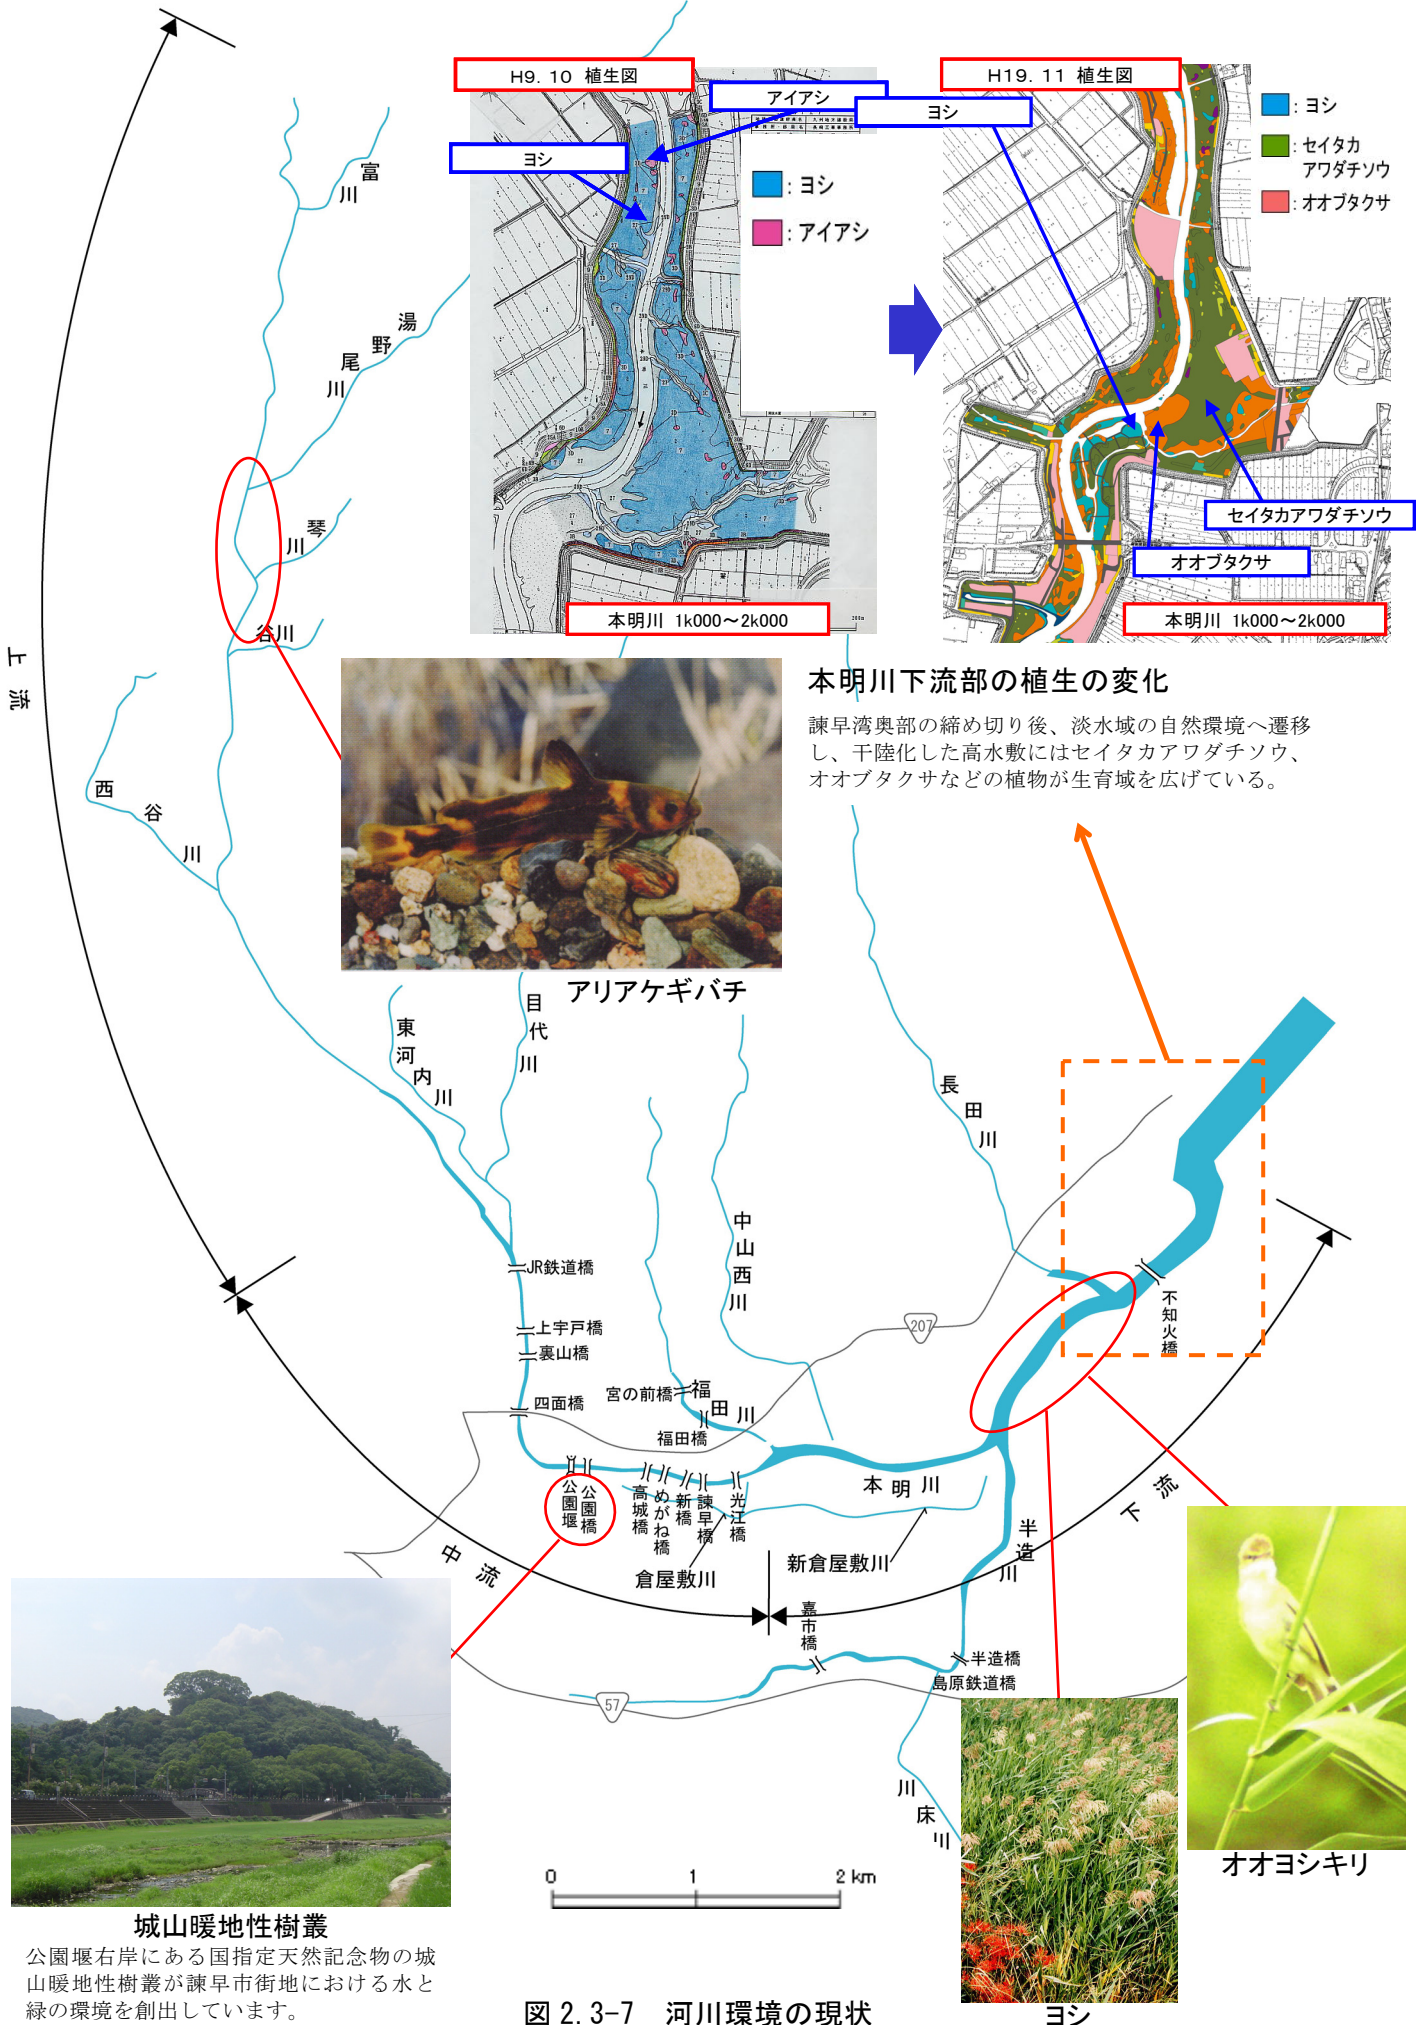 H9.10 植生図
アイアシ
ヨシ
：ヨシ
：アイアシ
本明川 1k000～2k000
H19.11 植生図
ヨシ
：ヨシ
：セイタカ
アワダチソウ
：オオブタクサ
セイタカアワダチソウ
オオブタクサ
本明川 1k000～2k000
本明川下流部の植生の変化
諫早湾奥部の締め切り後、淡水域の自然環境へ遷移
し、干陸化した高水敷にはセイタカアワダチソウ、
オオブタクサなどの植物が生育域を広げている。
富川
湯野尾川
琴川
谷川
上流
西谷川
アリアケギバチ
東河内川
目代川
長田川
中山西川
JR鉄道橋
上宇戸橋
裏山橋
四面橋
宮の前橋
福田川
福田橋
207
不知火橋
公園堰
公園橋
高城橋
めがね橋
新橋
諫早橋
光江橋
本明川
倉屋敷川
新倉屋敷川
半造川
中流
下流
嘉市橋
半造橋
島原鉄道橋
57
川床川
オオヨシキリ
ヨシ
城山暖地性樹叢
公園堰右岸にある国指定天然記念物の城
山暖地性樹叢が諫早市街地における水と
緑の環境を創出しています。
0 1 2 km
図 2.3-7 河川環境の現状